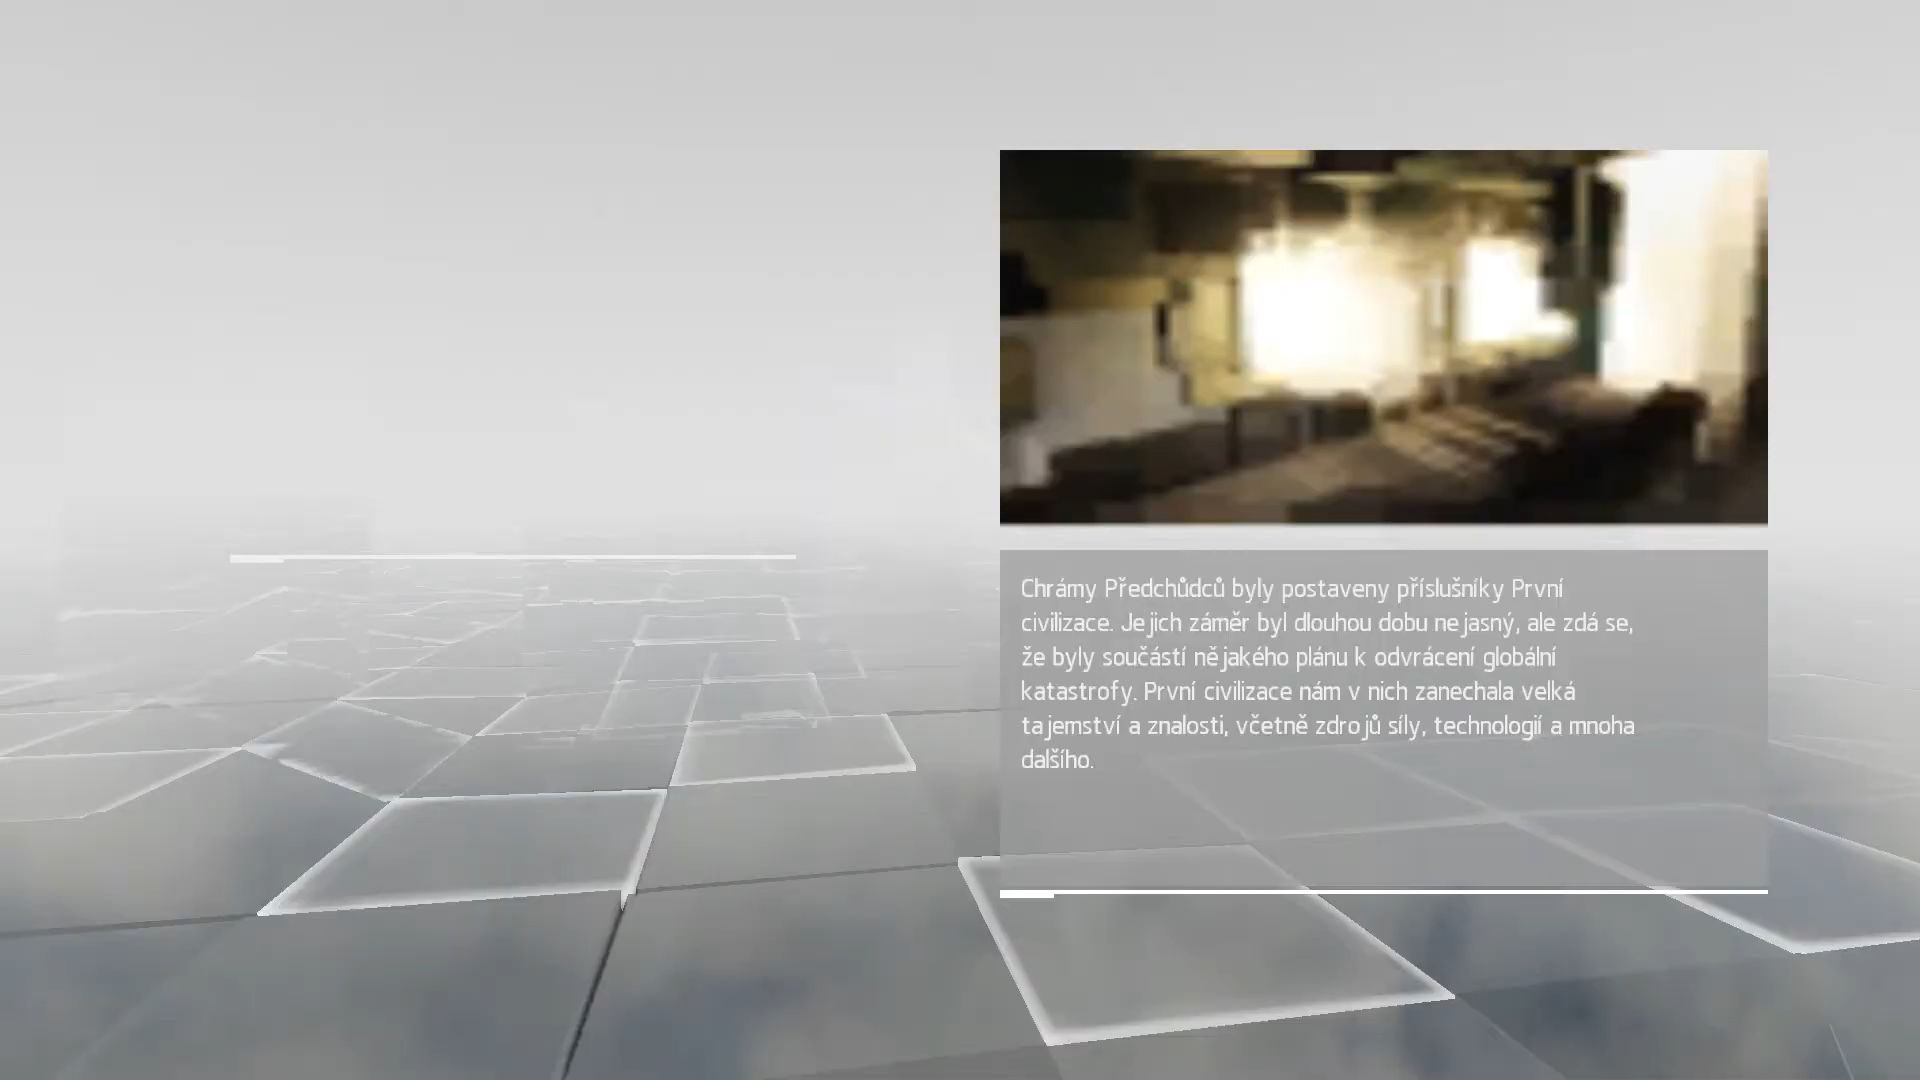 Chrámy Předchůdců byly postaveny příslušníky První
civilizace. Jejich záměr byl dlouhou dobu nejasný, ale zdá se,
že byly součástí nějakého plánu k odvrácení globální
katastrofy. První civilizace nám v nich zanechala velká
tajemství a znalosti, včetně zdrojů síly, technologií a mnoha
dalšího.